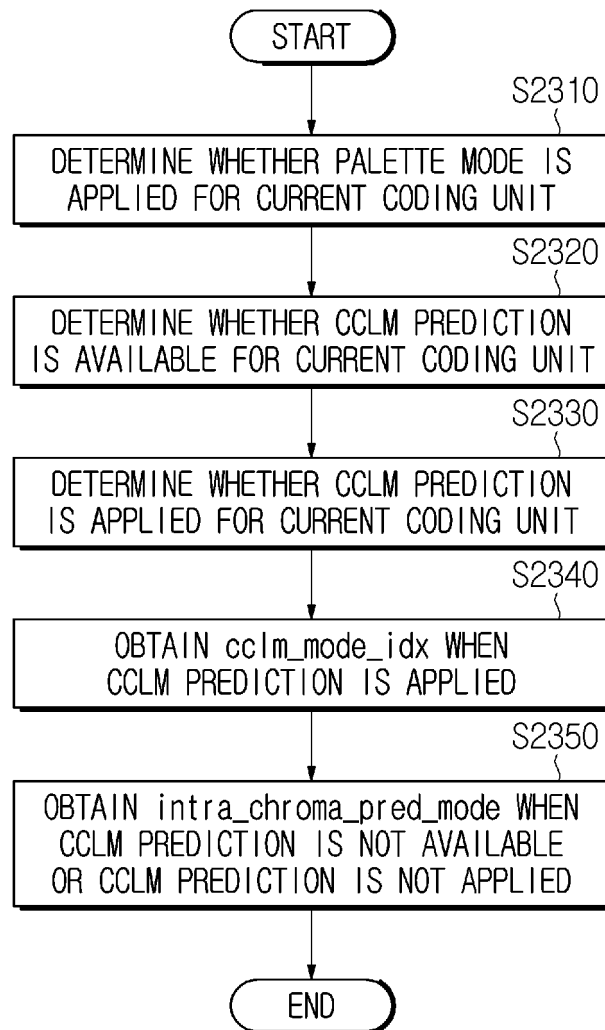 START
S2310
DETERMINE WHETHER PALETTE MODE IS
APPLIED FOR CURRENT CODING UNIT
S2320
DETERMINE WHETHER CCLM PREDICTION
IS AVAILABLE FOR CURRENT CODING UNIT
S2330
DETERMINE WHETHER CCLM PREDICTION
IS APPLIED FOR CURRENT CODING UNIT
S2340
OBTAIN cclm_mode_idx WHEN
CCLM PREDICTION IS APPLIED
S2350
OBTAIN intra_chroma_pred_mode WHEN
CCLM PREDICTION IS NOT AVAILABLE
OR CCLM PREDICTION IS NOT APPLIED
END